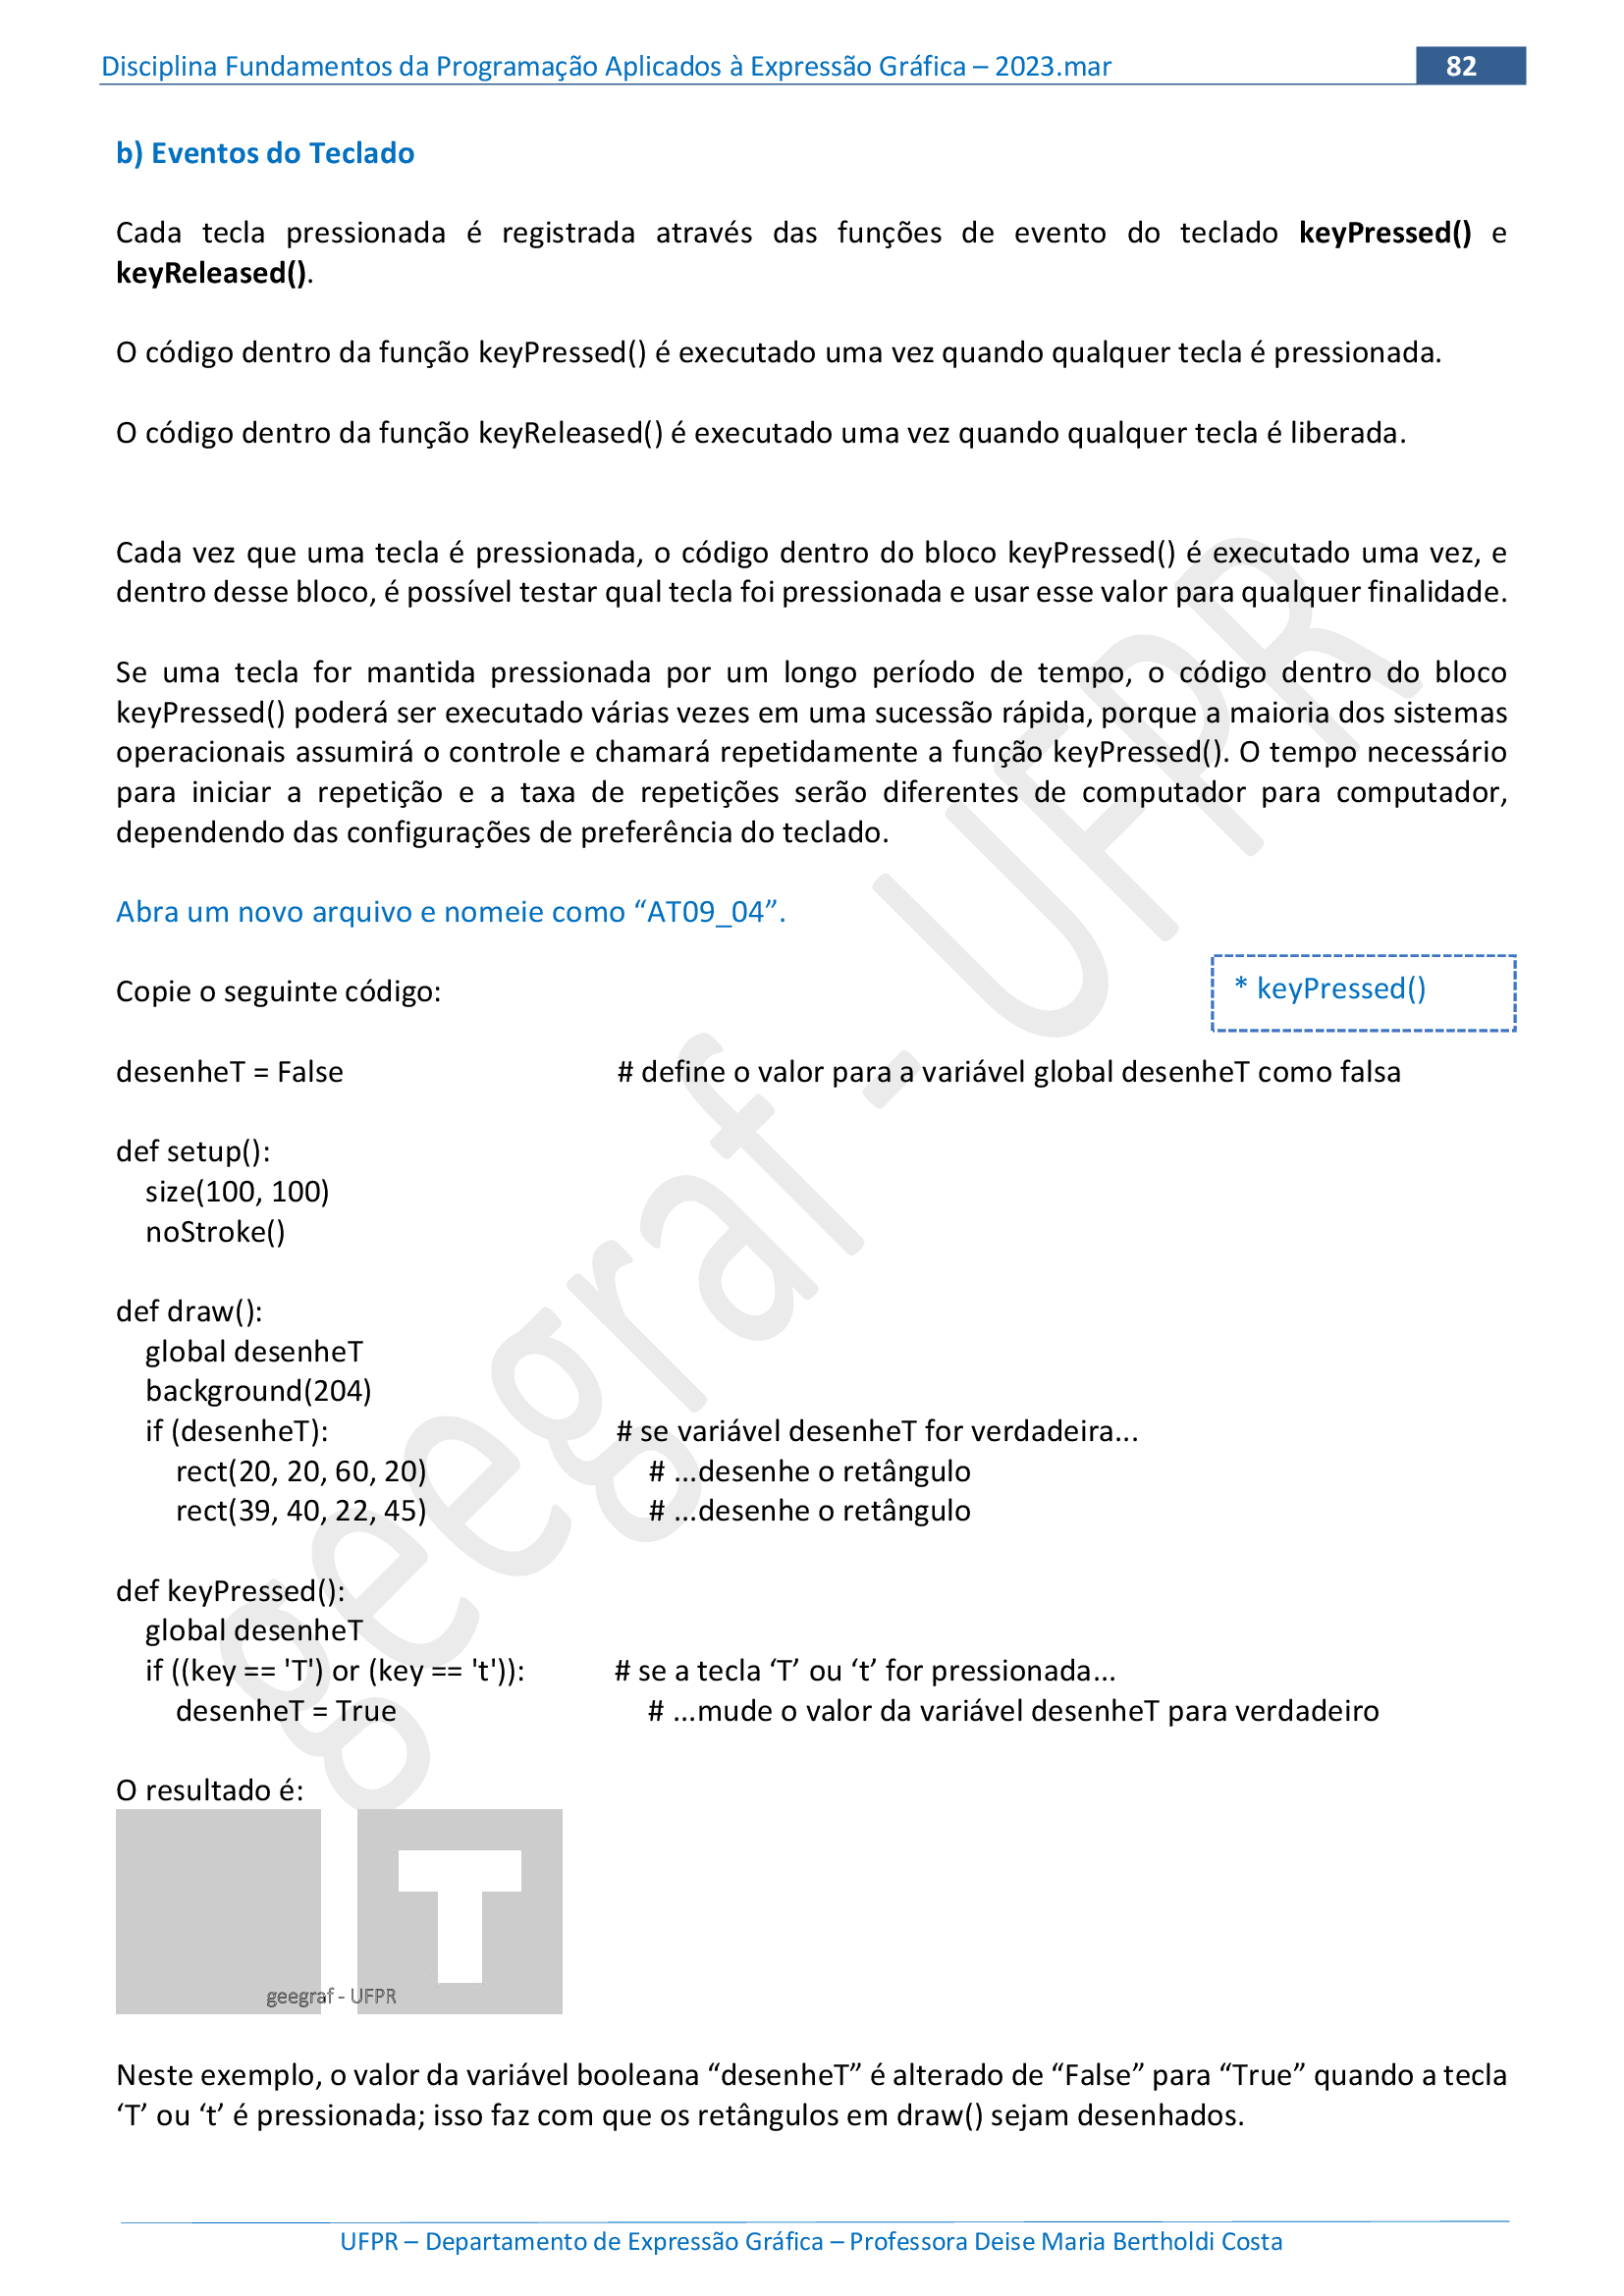 Disciplina Fundamentos da Programação Aplicados à Expressão Gráfica – 2023.mar 82
b) Eventos do Teclado
Cada tecla pressionada é registrada através das funções de evento do teclado keyPressed() e
keyReleased().
O código dentro da função keyPressed() é executado uma vez quando qualquer tecla é pressionada.
O código dentro da função keyReleased() é executado uma vez quando qualquer tecla é liberada.
Cada vez que uma tecla é pressionada, o código dentro do bloco keyPressed() é executado uma vez, e
dentro desse bloco, é possível testar qual tecla foi pressionada e usar esse valor para qualquer finalidade.
Se uma tecla for mantida pressionada por um longo período de tempo, o código dentro do bloco
keyPressed() poderá ser executado várias vezes em uma sucessão rápida, porque a maioria dos sistemas
operacionais assumirá o controle e chamará repetidamente a função keyPressed(). O tempo necessário
para iniciar a repetição e a taxa de repetições serão diferentes de computador para computador,
dependendo das configurações de preferência do teclado.
Abra um novo arquivo e nomeie como “AT09_04”.
Copie o seguinte código:
* keyPressed()
desenheT = False # define o valor para a variável global desenheT como falsa
def setup():
size(100, 100)
noStroke()
def draw():
global desenheT
background(204)
if (desenheT): # se variável desenheT for verdadeira...
rect(20, 20, 60, 20) # ...desenhe o retângulo
rect(39, 40, 22, 45) # ...desenhe o retângulo
def keyPressed():
global desenheT
if ((key == 'T') or (key == 't')): # se a tecla ‘T’ ou ‘t’ for pressionada...
desenheT = True # ...mude o valor da variável desenheT para verdadeiro
O resultado é:
T
geegraf - UFPR
Neste exemplo, o valor da variável booleana “desenheT” é alterado de “False” para “True” quando a tecla
‘T’ ou ‘t’ é pressionada; isso faz com que os retângulos em draw() sejam desenhados.
UFPR – Departamento de Expressão Gráfica – Professora Deise Maria Bertholdi Costa
geegraf - UFPR